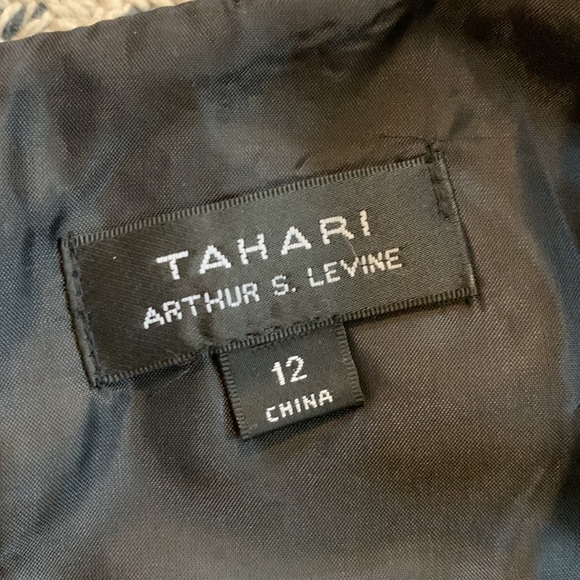 TAHARI
ARTHUR S. LEVINE
12
CHINA